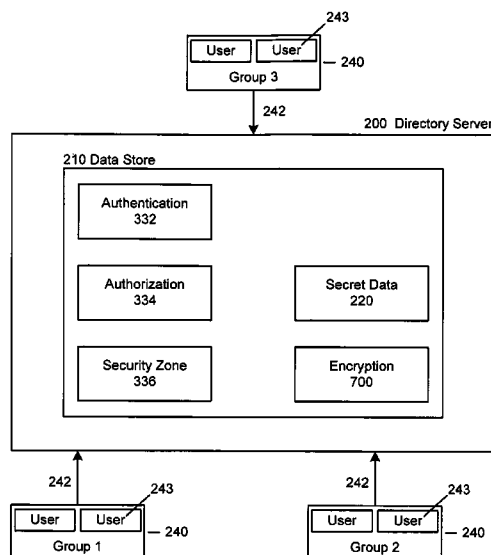 243
User User
240
Group 3
242
200 Directory Server
210 Data Store
Authentication
332
Authorization
334
Secret Data
220
Security Zone
336
Encryption
700
242
243
User User
240
Group 1
242
243
User User
240
Group 2